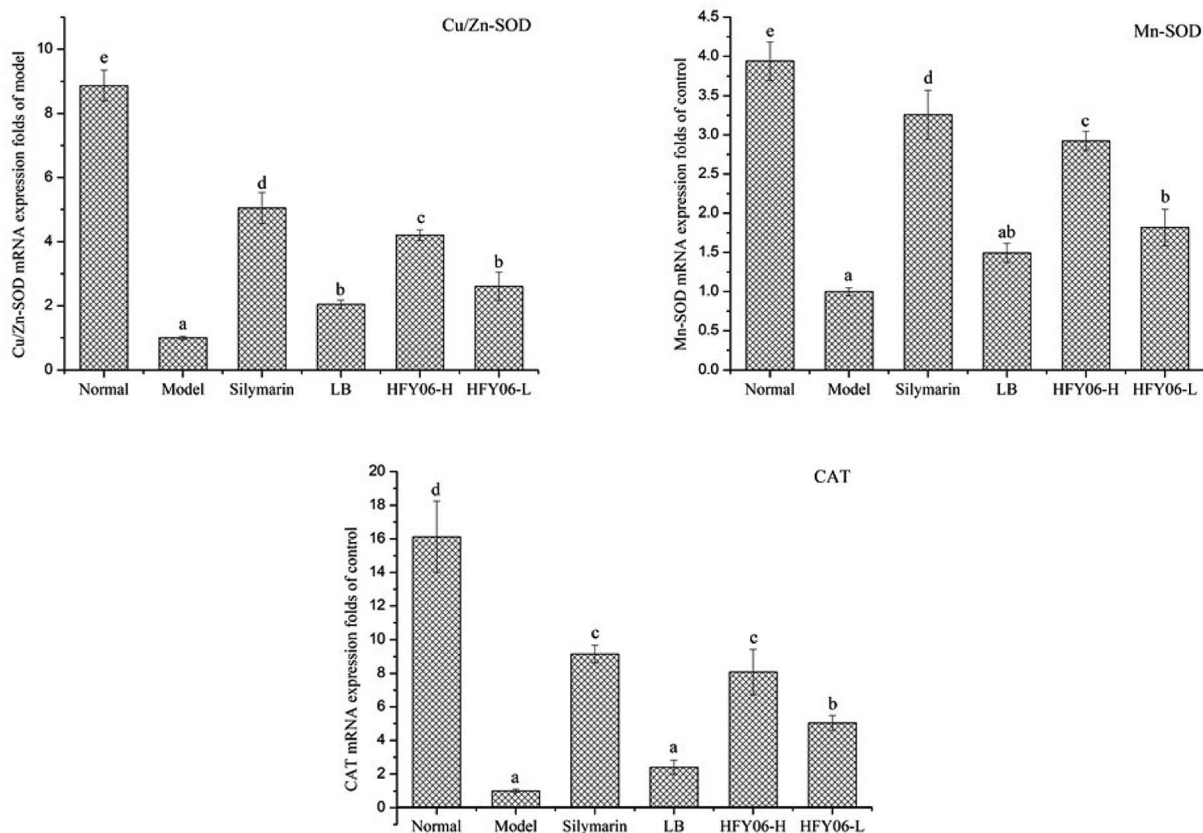 Cu/Zn-SOD
Cu/Zn-SOD mRNA expression folds of model
10
8
6
4
2
0
e
a
d
b
c
b
Normal Model Silymarin LB HFY06-H HFY06-L
Mn-SOD
Mn-SOD mRNA expression folds of control
4.5
4.0
3.5
3.0
2.5
2.0
1.5
1.0
0.5
0.0
e
a
d
ab
c
b
Normal Model Silymarin LB HFY06-H HFY06-L
CAT
CAT mRNA expression folds of control
20
18
16
14
12
10
8
6
4
2
0
d
a
c
a
c
b
Normal Model Silymarin LB HFY06-H HFY06-L